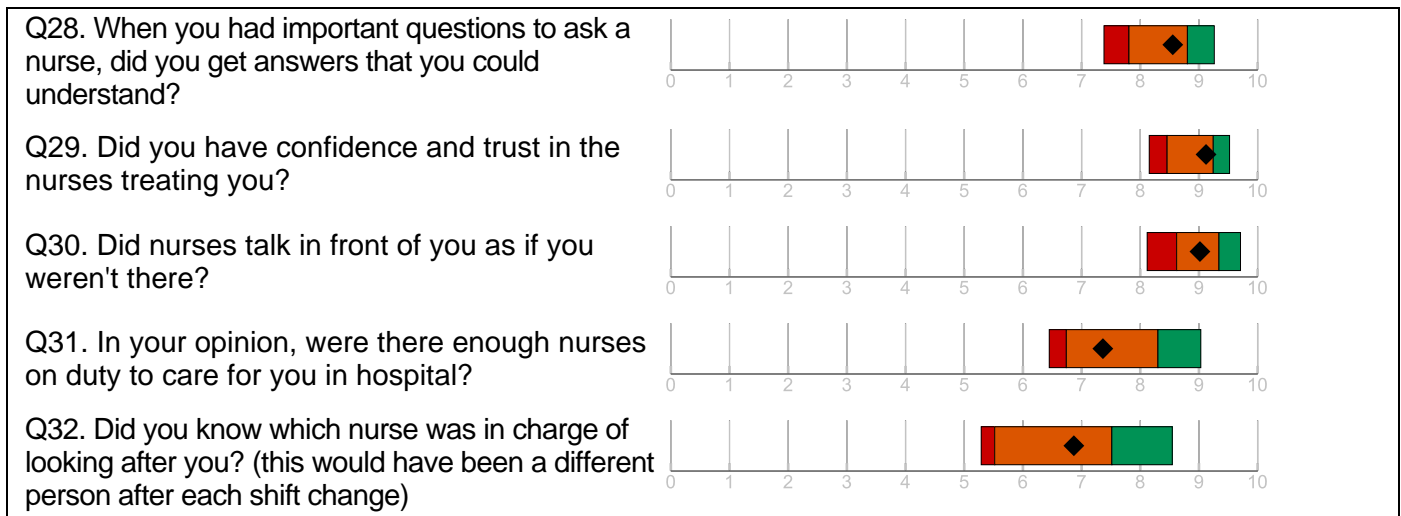 Q28. When you had important questions to ask a
nurse, did you get answers that you could
understand?
0 1 2 3 4 5 6 7 8 9 10
Q29. Did you have confidence and trust in the
nurses treating you?
0 1 2 3 4 5 6 7 8 9 10
Q30. Did nurses talk in front of you as if you
weren't there?
0 1 2 3 4 5 6 7 8 9 10
Q31. In your opinion, were there enough nurses
on duty to care for you in hospital?
0 1 2 3 4 5 6 7 8 9 10
Q32. Did you know which nurse was in charge of
looking after you? (this would have been a different
person after each shift change)
0 1 2 3 4 5 6 7 8 9 10